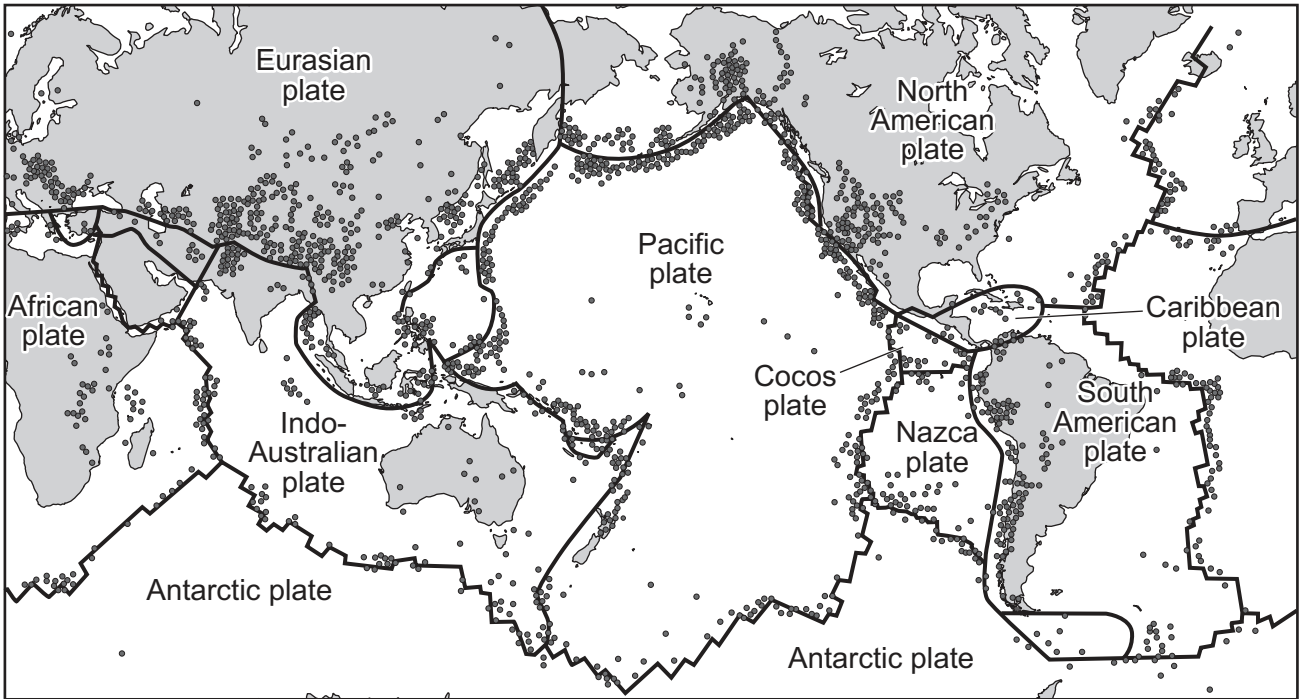 Eurasian
plate
North
American
plate
Pacific
plate
African
plate
Caribbean
plate
Cocos
plate
South
American
plate
Indo-
Australian
plate
Nazca
plate
Antarctic plate
Antarctic plate